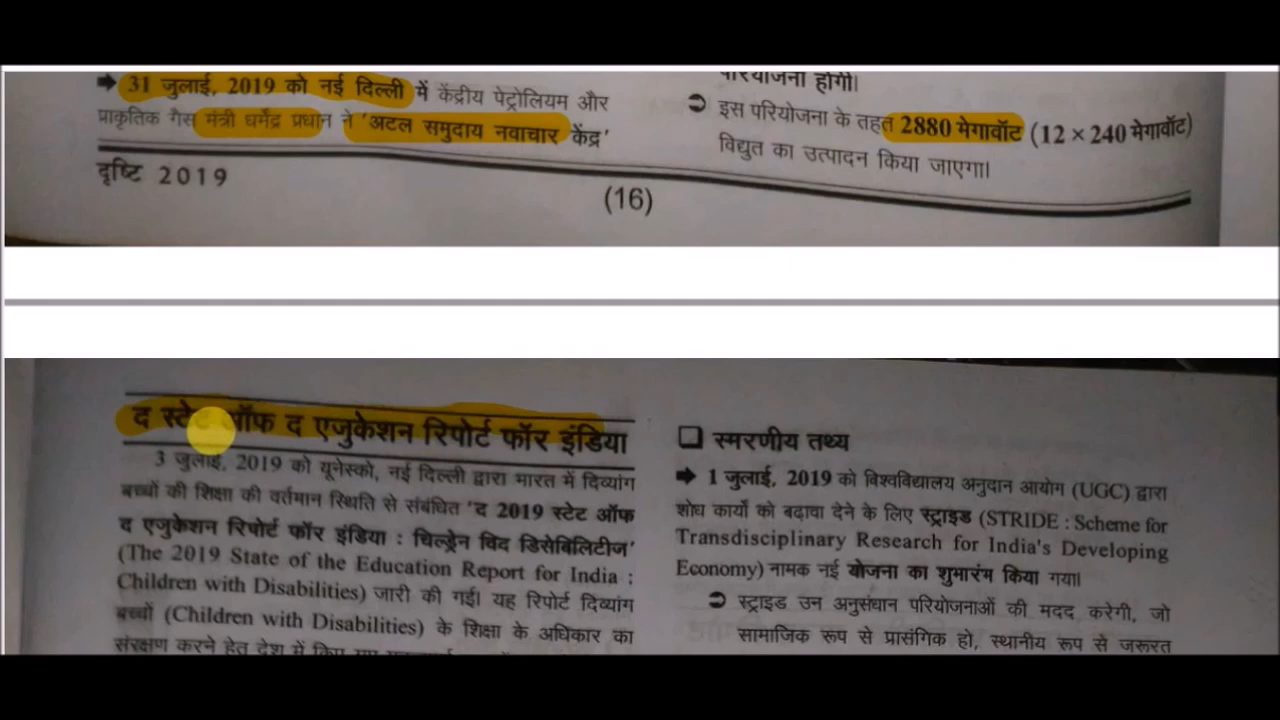 ➔ 31 जुलाई, 2019 को नई दिल्ली में केंद्रीय पेट्रोलियम और
प्राकृतिक गैस मंत्री धर्मेंद्र प्रधान ने 'अटल समुदाय नवाचार केंद्र'
परियोजना होगी।
➲ इस परियोजना के तहत 2880 मेगावॉट (12 × 240 मेगावॉट)
विद्युत का उत्पादन किया जाएगा।
दृष्टि 2019
(16)
द स्टेट ऑफ द एजुकेशन रिपोर्ट फॉर इंडिया
3 जुलाई, 2019 को यूनेस्को, नई दिल्ली द्वारा भारत में दिव्यांग
बच्चों की शिक्षा की वर्तमान स्थिति से संबंधित 'द 2019 स्टेट ऑफ
द एजुकेशन रिपोर्ट फॉर इंडिया : चिल्ड्रेन विद डिसेबिलिटीज'
(The 2019 State of the Education Report for India :
Children with Disabilities) जारी की गई। यह रिपोर्ट दिव्यांग
बच्चों (Children with Disabilities) के शिक्षा के अधिकार का
संरक्षण करने हेतु देश में किए गए
❑ स्मरणीय तथ्य
➔ 1 जुलाई, 2019 को विश्वविद्यालय अनुदान आयोग (UGC) द्वारा
शोध कार्यों को बढ़ावा देने के लिए स्ट्राइड (STRIDE : Scheme for
Transdisciplinary Research for India's Developing
Economy) नामक नई योजना का शुभारंभ किया गया।
➲ स्ट्राइड उन अनुसंधान परियोजनाओं की मदद करेगी, जो
सामाजिक रूप से प्रासंगिक हो, स्थानीय रूप से जरूरत